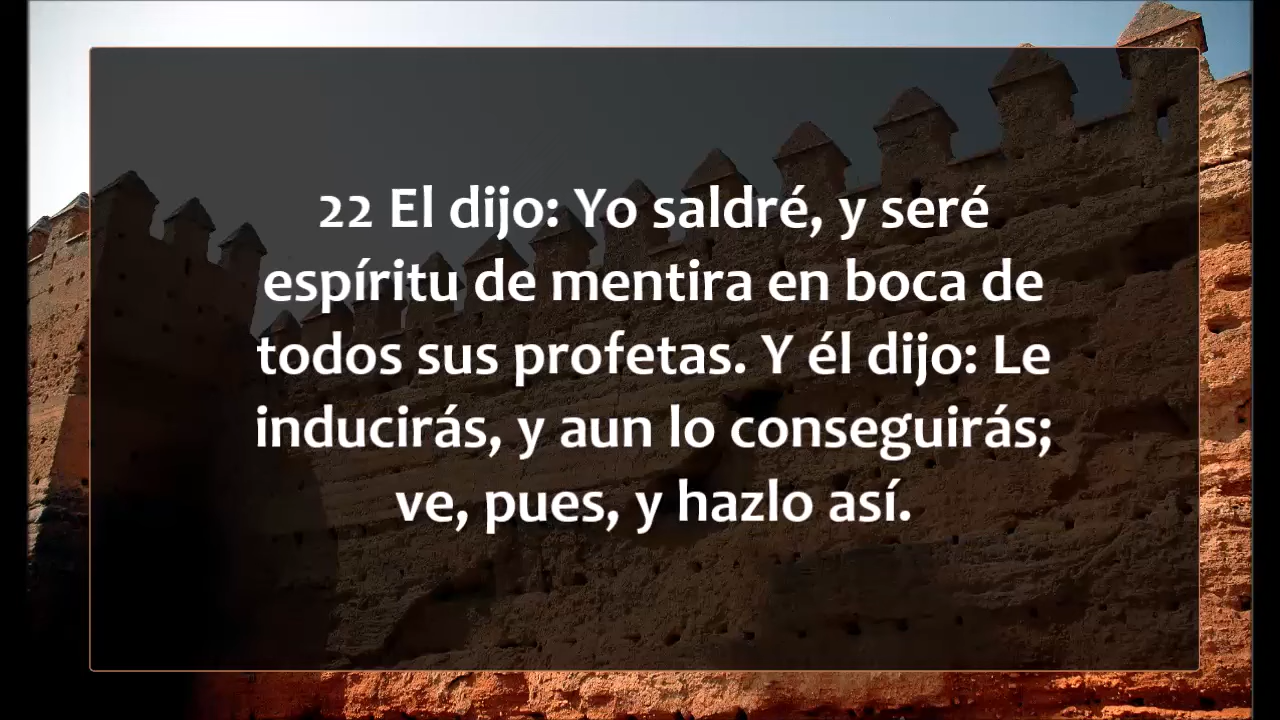 22 El dijo: Yo saldré, y seré
espíritu de mentira en boca de
todos sus profetas. Y él dijo: Le
inducirás, y aun lo conseguirás;
ve, pues, y hazlo así.